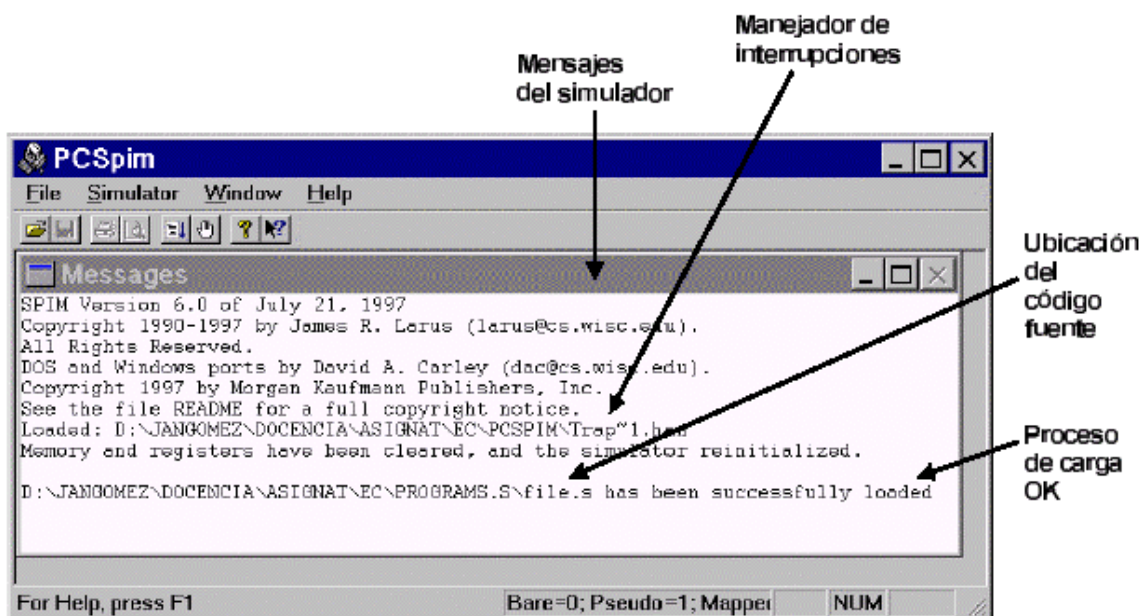 Manejador de
interrupciones
Mensajes
del simulador
PCSpim
File Simulator Window Help
Messages
SPIM Version 6.0 of July 21, 1997
Copyright 1990-1997 by James R. Larus (larus@cs.wisc.edu).
All Rights Reserved.
DOS and Windows ports by David A. Carley (dac@cs.wisc.edu).
Copyright 1997 by Morgan Kaufmann Publishers, Inc.
See the file README for a full copyright notice.
Loaded: D:\JANGOMEZ\DOCENCIA\ASIGNAT\EC\PCSPIM\Trap~1.han
Memory and registers have been cleared, and the simulator reinitialized.
D:\JANGOMEZ\DOCENCIA\ASIGNAT\EC\PROGRAMS.S\file.s has been successfully loaded
Ubicación
del
código
fuente
Proceso
de carga
OK
For Help, press F1
Bare=0; Pseudo=1; Mapper NUM